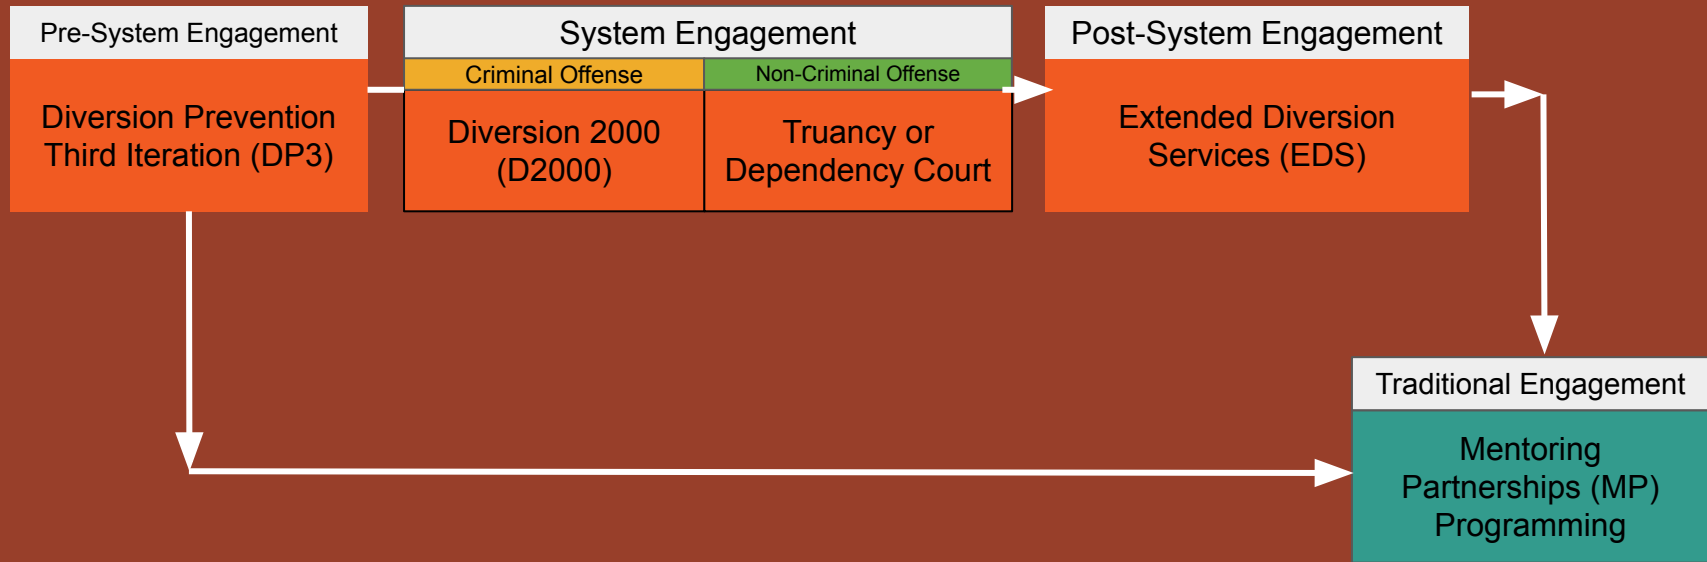 Pre-System Engagement
Diversion Prevention
Third Iteration (DP3)
System Engagement
Criminal Offense
Non-Criminal Offense
Diversion 2000
(D2000)
Truancy or
Dependency Court
Post-System Engagement
Extended Diversion
Services (EDS)
Traditional Engagement
Mentoring
Partnerships (MP)
Programming